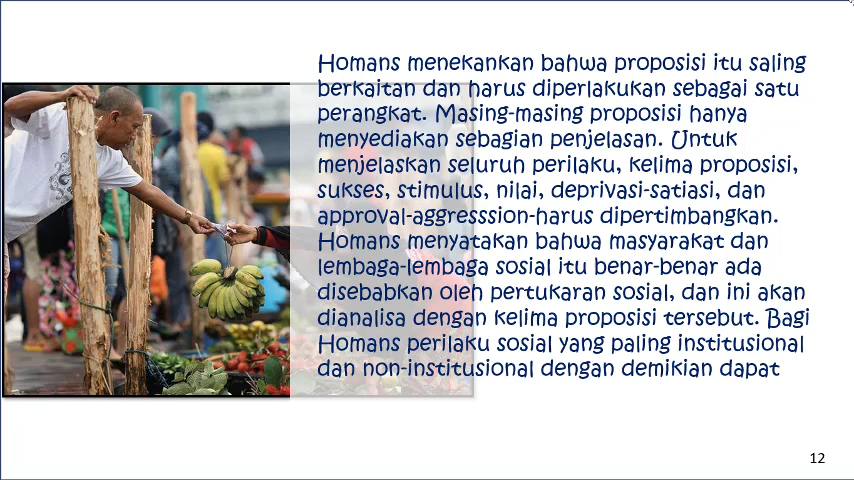 Homans menekankan bahwa proposisi itu saling
berkaitan dan harus diperlakukan sebagai satu
perangkat. Masing-masing proposisi hanya
menyediakan sebagian penjelasan. Untuk
menjelaskan seluruh perilaku, kelima proposisi,
sukses, stimulus, nilai, deprivasi-satiasi, dan
approval-aggresssion-harus dipertimbangkan.
Homans menyatakan bahwa masyarakat dan
lembaga-lembaga sosial itu benar-benar ada
disebabkan oleh pertukaran sosial, dan ini akan
dianalisa dengan kelima proposisi tersebut. Bagi
Homans perilaku sosial yang paling institusional
dan non-institusional dengan demikian dapat
12